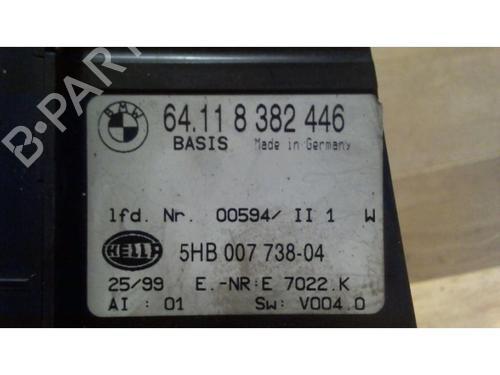 BMW
64.11 8 382 446
BASIS Made in Germany
lfd. Nr. 00594/ II 1 W
HELLA 5HB 007 738-04
25/99 E.-NR:E 7022.K
AI : 01 Sw: V004.0